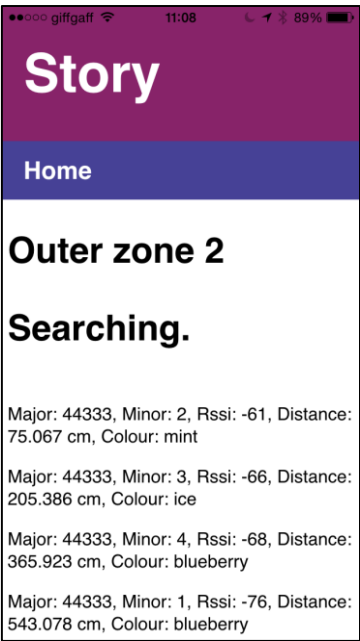 giffgaff 11:08 89%
Story
Home
Outer zone 2
Searching.
Major: 44333, Minor: 2, Rssi: -61, Distance:
75.067 cm, Colour: mint
Major: 44333, Minor: 3, Rssi: -66, Distance:
205.386 cm, Colour: ice
Major: 44333, Minor: 4, Rssi: -68, Distance:
365.923 cm, Colour: blueberry
Major: 44333, Minor: 1, Rssi: -76, Distance:
543.078 cm, Colour: blueberry